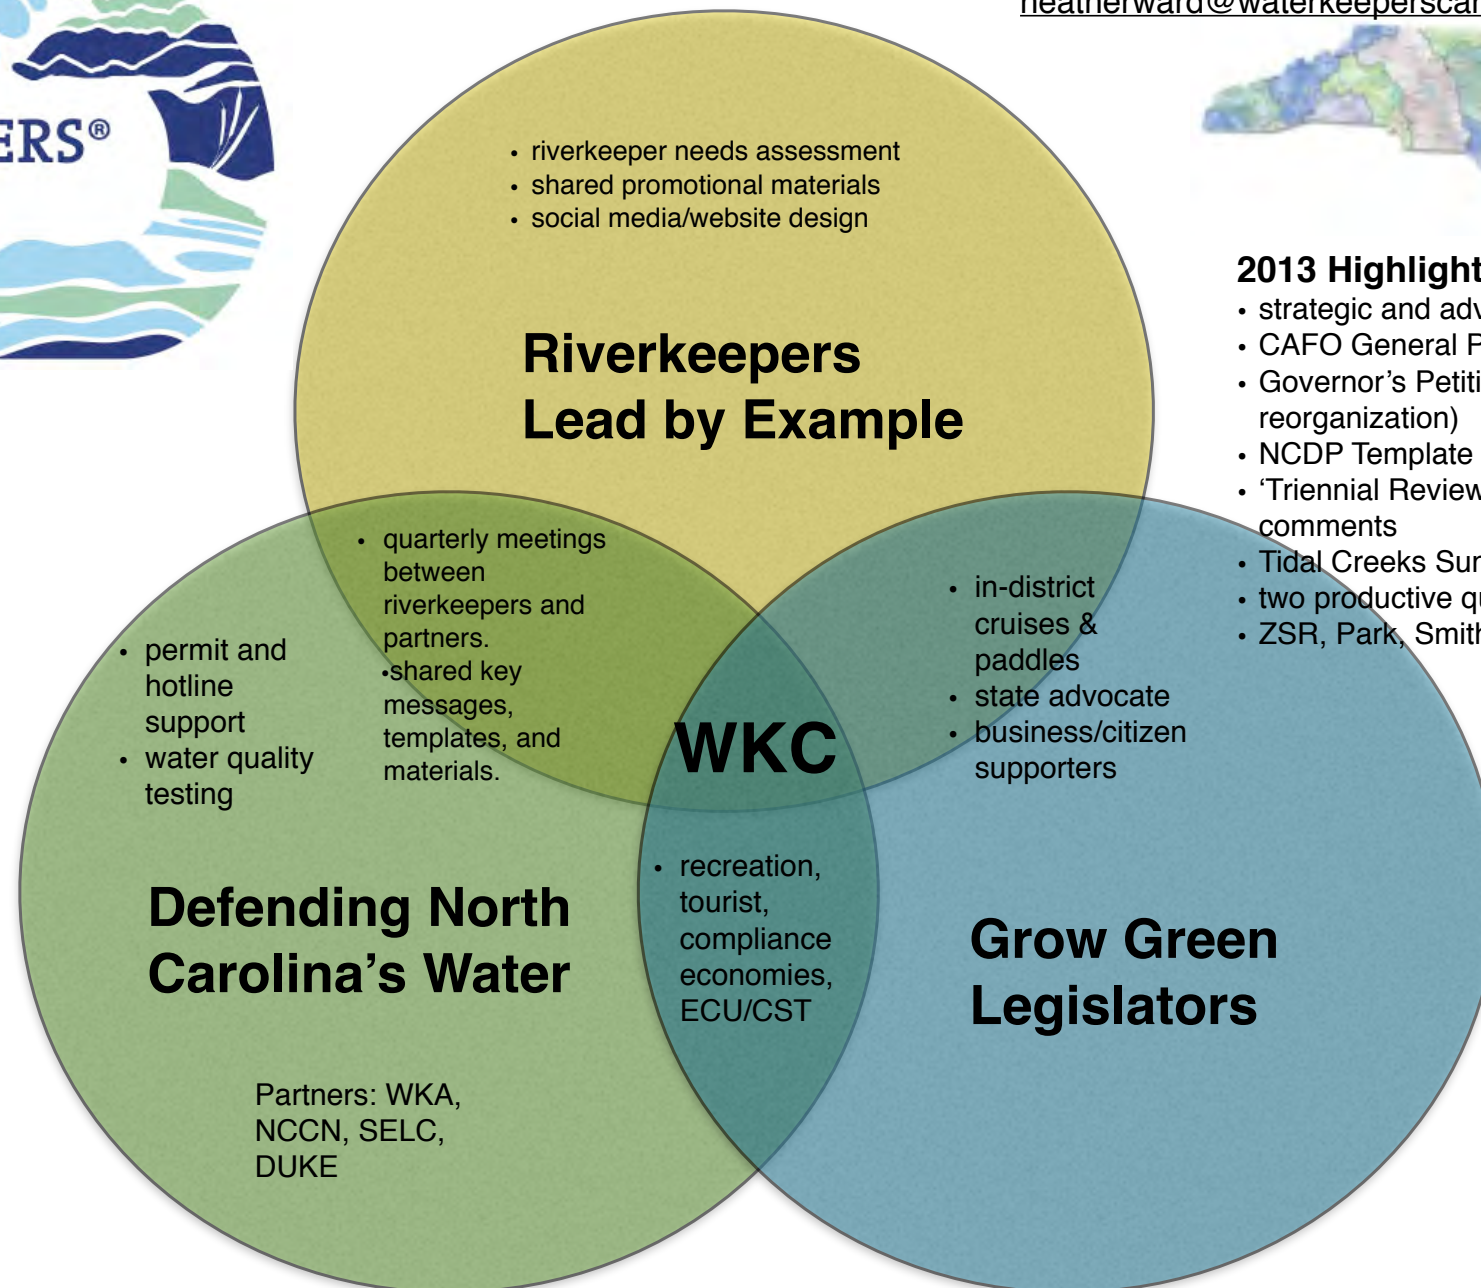 heatherward@waterkeeperscar
ERS®
• riverkeeper needs assessment
• shared promotional materials
• social media/website design
Riverkeepers
Lead by Example
2013 Highlight
• strategic and adv
• CAFO General P
• Governor’s Petiti
reorganization)
• NCDP Template
• ‘Triennial Review
comments
• Tidal Creeks Sum
• two productive qu
• ZSR, Park, Smith
• quarterly meetings
between
riverkeepers and
partners.
•shared key
messages,
templates, and
materials.
• in-district
cruises &
paddles
• state advocate
• business/citizen
supporters
• permit and
hotline
support
• water quality
testing
WKC
• recreation,
tourist,
compliance
economies,
ECU/CST
Defending North
Carolina’s Water
Grow Green
Legislators
Partners: WKA,
NCCN, SELC,
DUKE